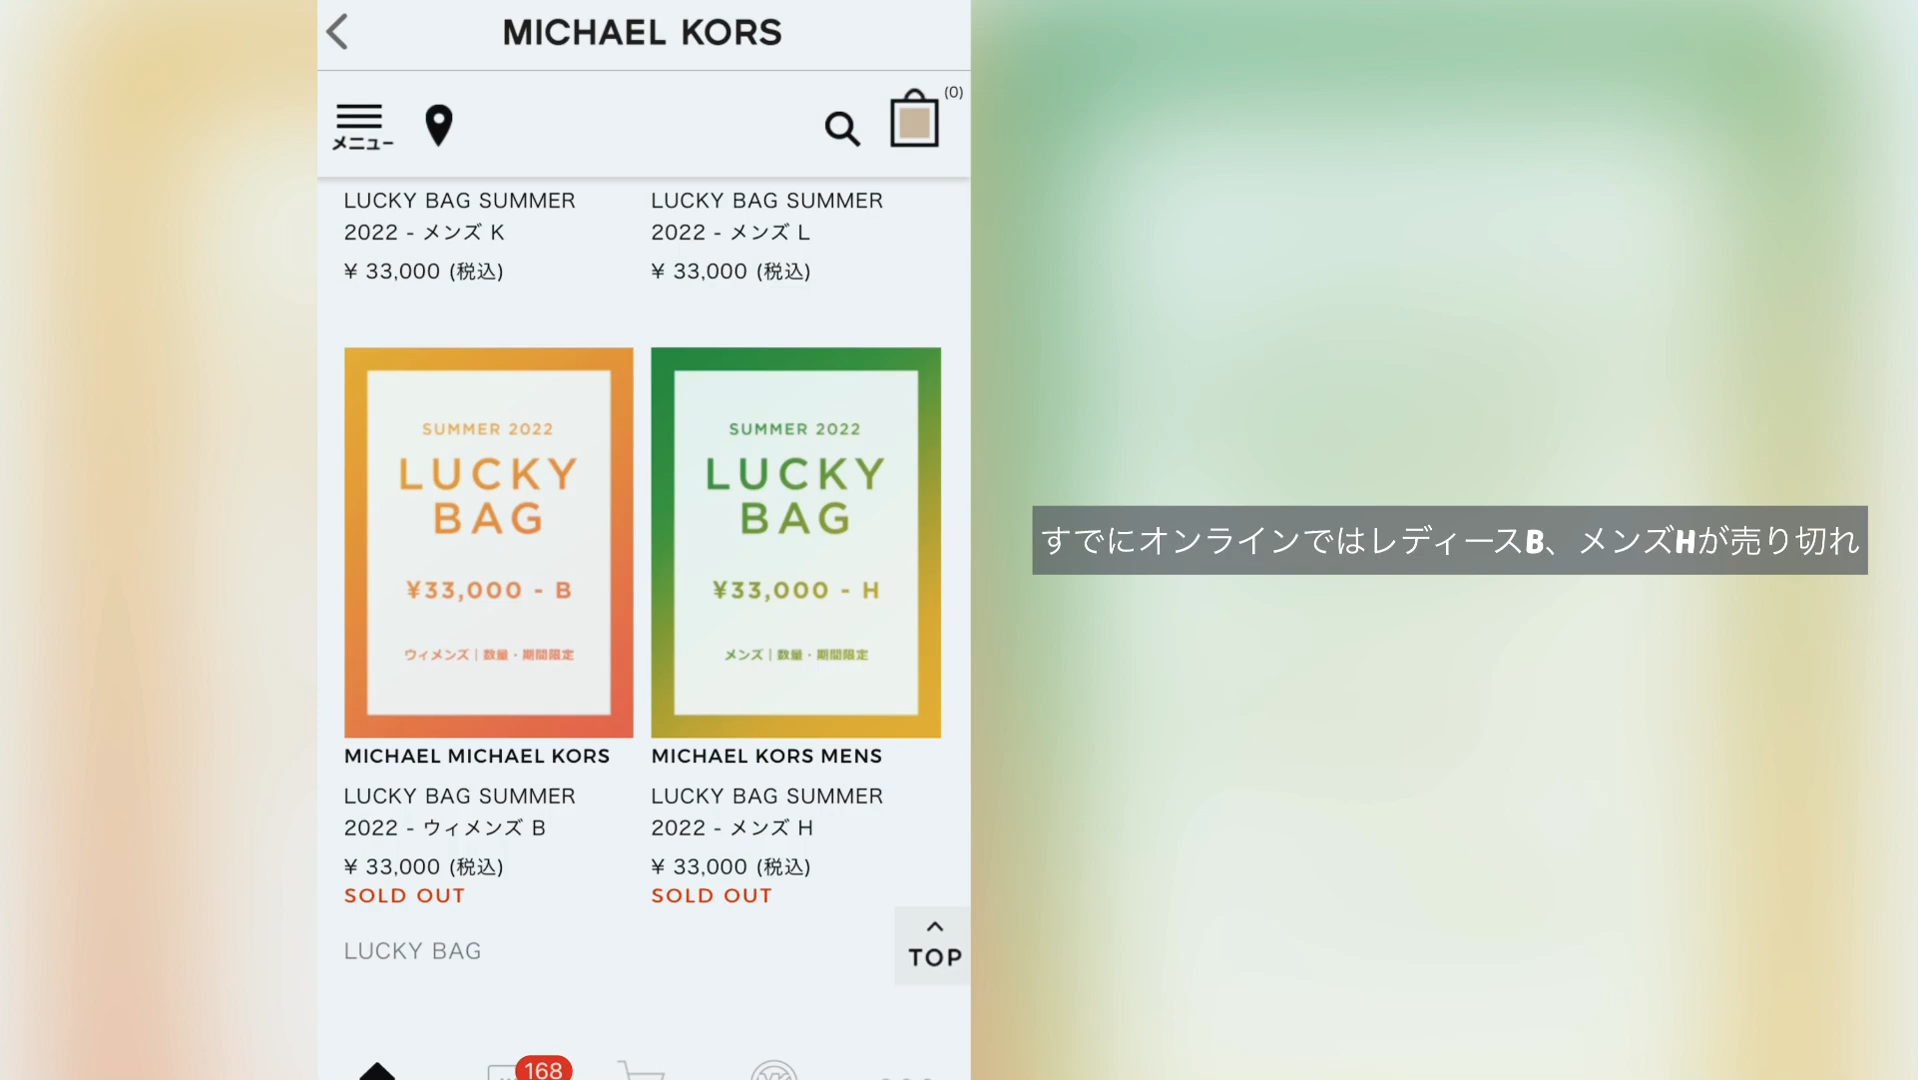 MICHAEL KORS
(0)
メニュー
LUCKY BAG SUMMER
2022 - メンズ K
¥ 33,000 (税込)
LUCKY BAG SUMMER
2022 - メンズ L
¥ 33,000 (税込)
SUMMER 2022
LUCKY
BAG
¥33,000 - B
ウィメンズ | 数量・期間限定
SUMMER 2022
LUCKY
BAG
¥33,000 - H
メンズ | 数量・期間限定
MICHAEL MICHAEL KORS
LUCKY BAG SUMMER
2022 - ウィメンズ B
¥ 33,000 (税込)
SOLD OUT
MICHAEL KORS MENS
LUCKY BAG SUMMER
2022 - メンズ H
¥ 33,000 (税込)
SOLD OUT
すでにオンラインではレディースB、メンズHが売り切れ
TOP
LUCKY BAG
168